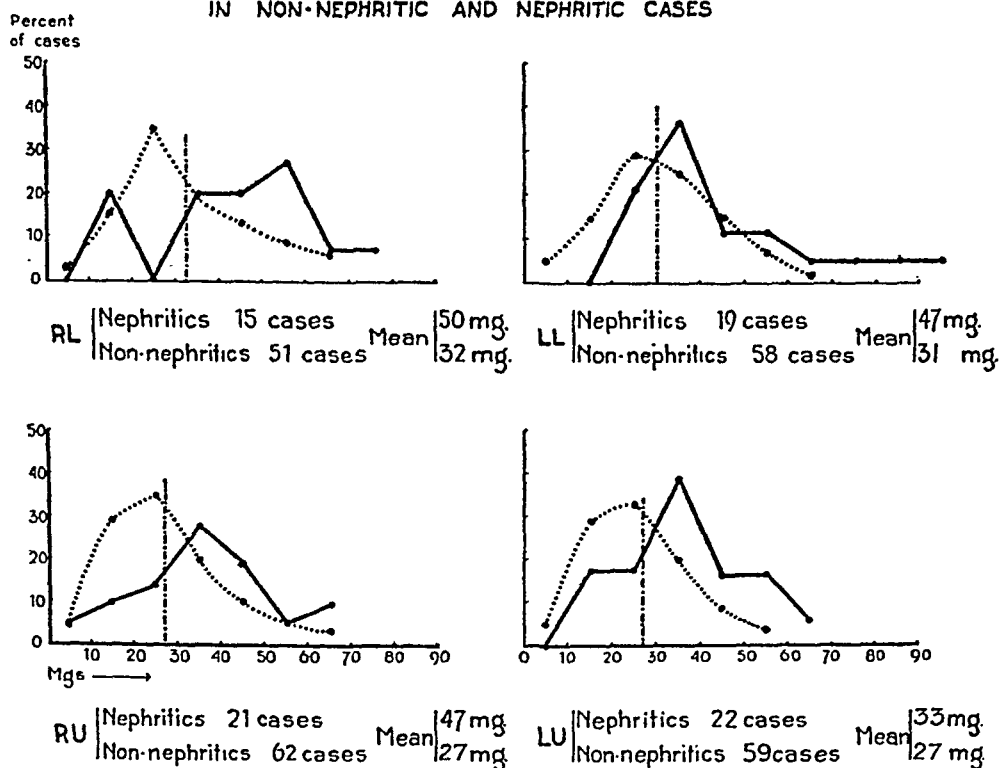 IN NON-NEPHRITIC AND NEPHRITIC CASES
Percent
of cases
50
40
30
20
10
0
RL Nephritics 15 cases Mean 50 mg.
Non-nephritics 51 cases 32 mg.
LL Nephritics 19 cases Mean 47 mg.
Non-nephritics 58 cases 31 mg.
50
40
30
20
10
0
10 20 30 40 50 60 70 80 90
0 10 20 30 40 50 60 70 80 90
Mgs
RU Nephritics 21 cases Mean 47 mg.
Non-nephritics 62 cases 27 mg.
LU Nephritics 22 cases Mean 33 mg.
Non-nephritics 59 cases 27 mg.